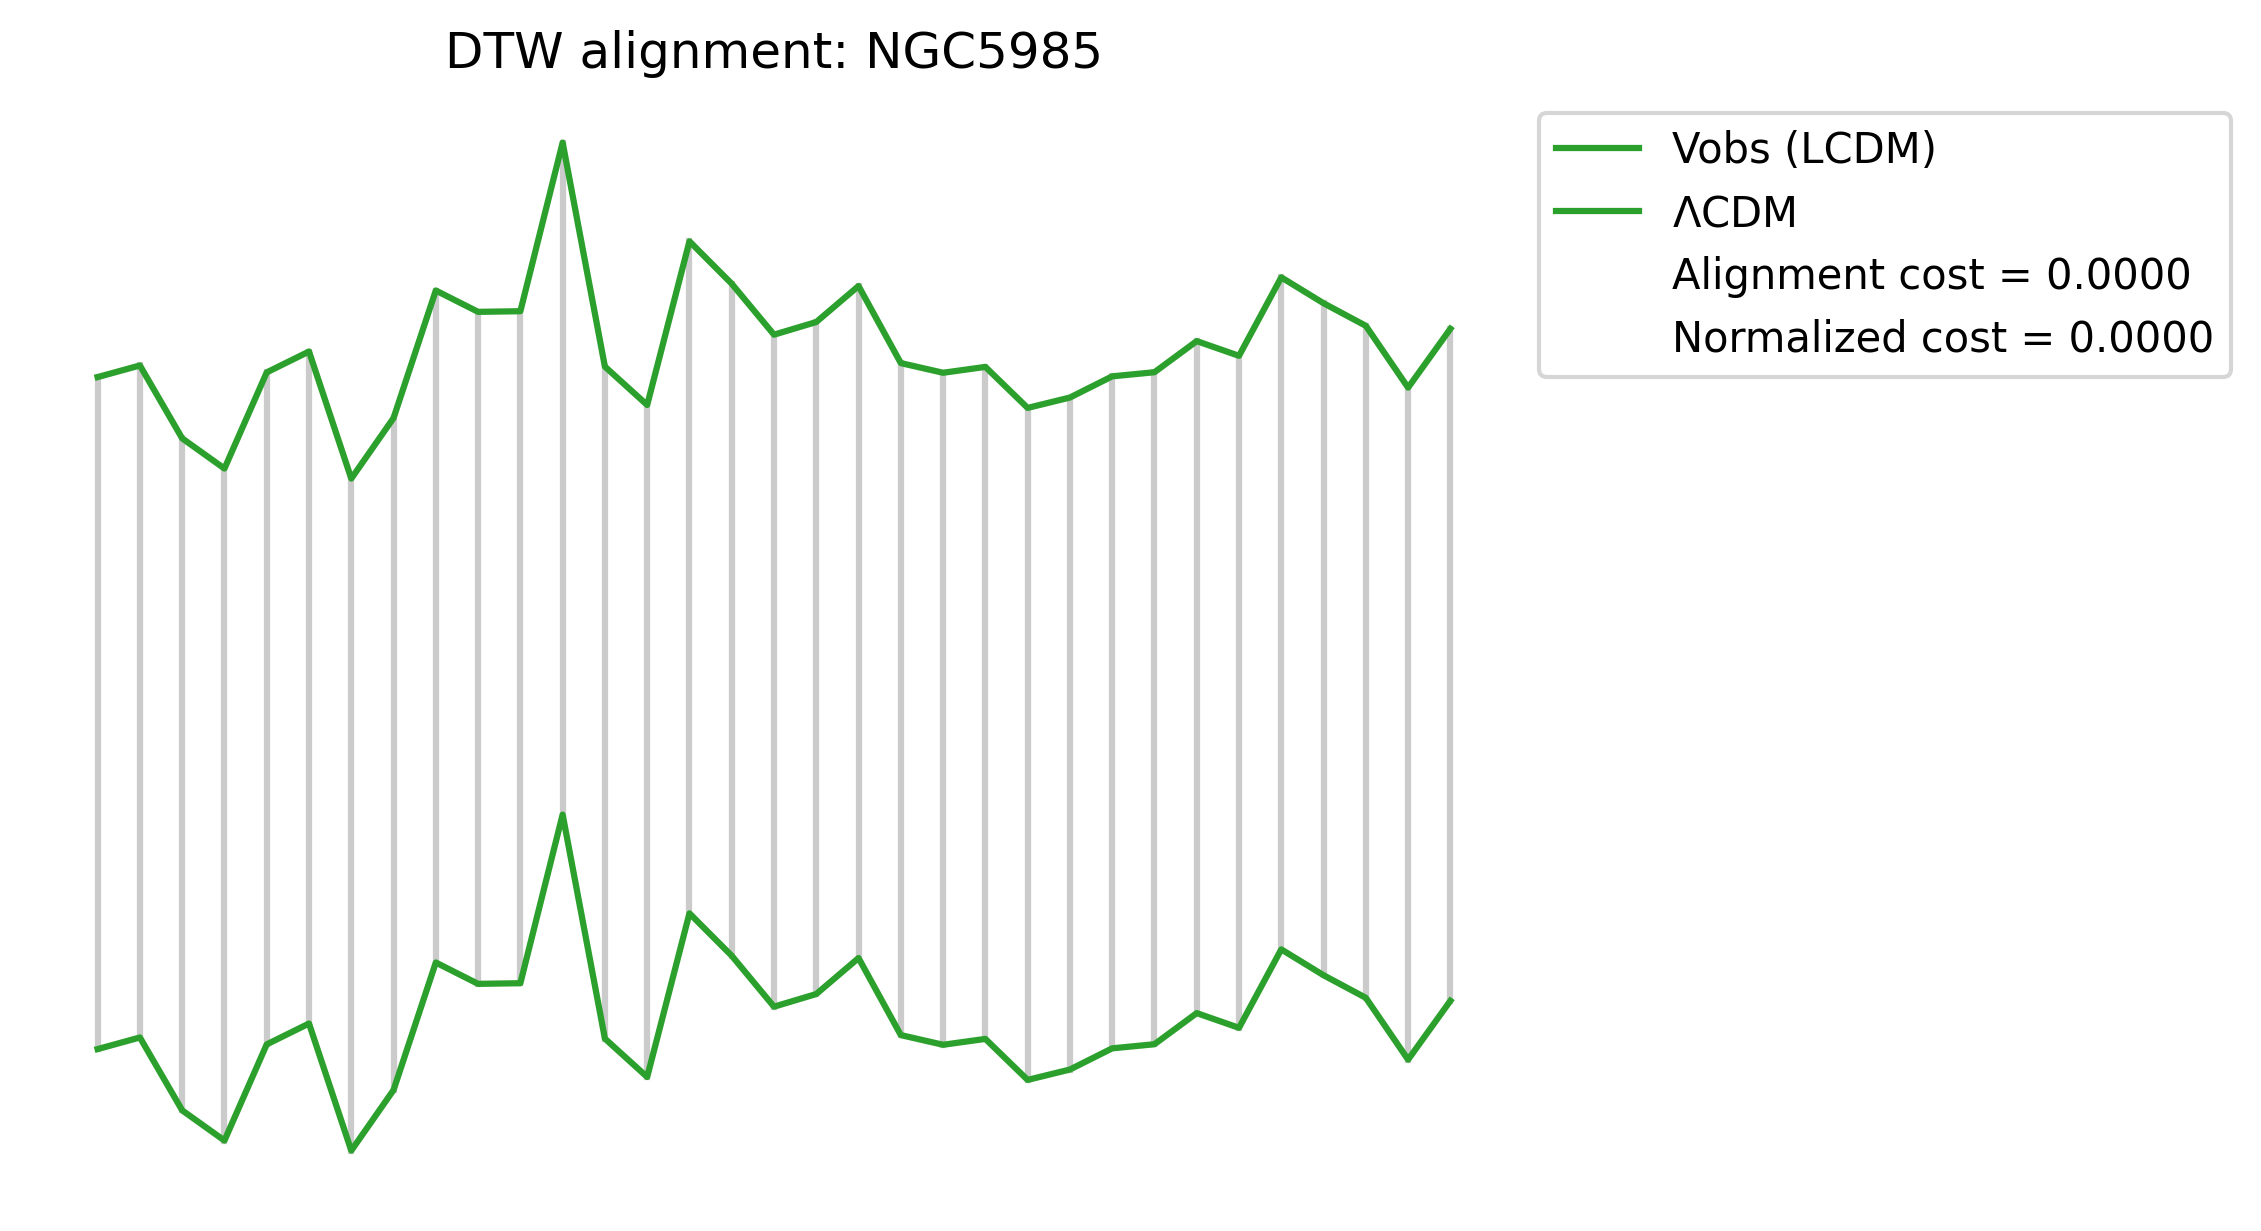 DTW alignment: NGC5985
Vobs (LCDM)
ΛCDM
Alignment cost = 0.0000
Normalized cost = 0.0000